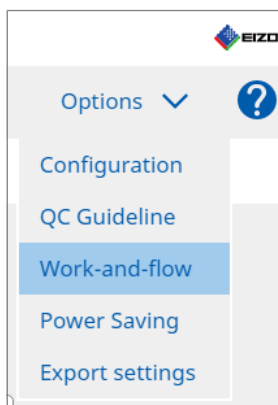 EIZO
Options
?
Configuration
QC Guideline
Work-and-flow
Power Saving
Export settings